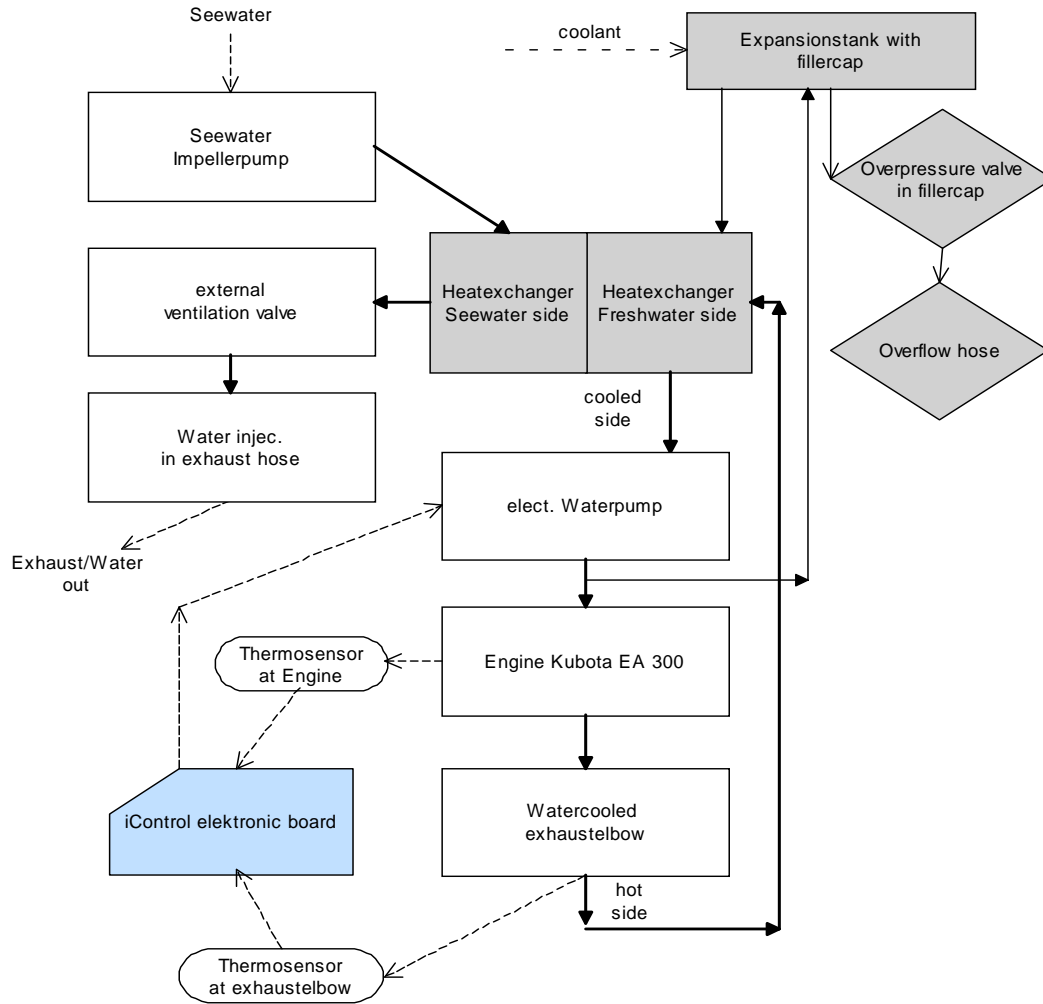 Seewater
coolant
Expansionstank with
fillercap
Seewater
Impellerpump
Overpressure valve
in fillercap
external
ventilation valve
Heatexchanger
Seewater side
Heatexchanger
Freshwater side
Overflow hose
cooled
side
Water injec.
in exhaust hose
elect. Waterpump
Exhaust/Water
out
Thermosensor
at Engine
Engine Kubota EA 300
iControl elektronic board
Watercooled
exhaustelbow
hot
side
Thermosensor
at exhaustelbow